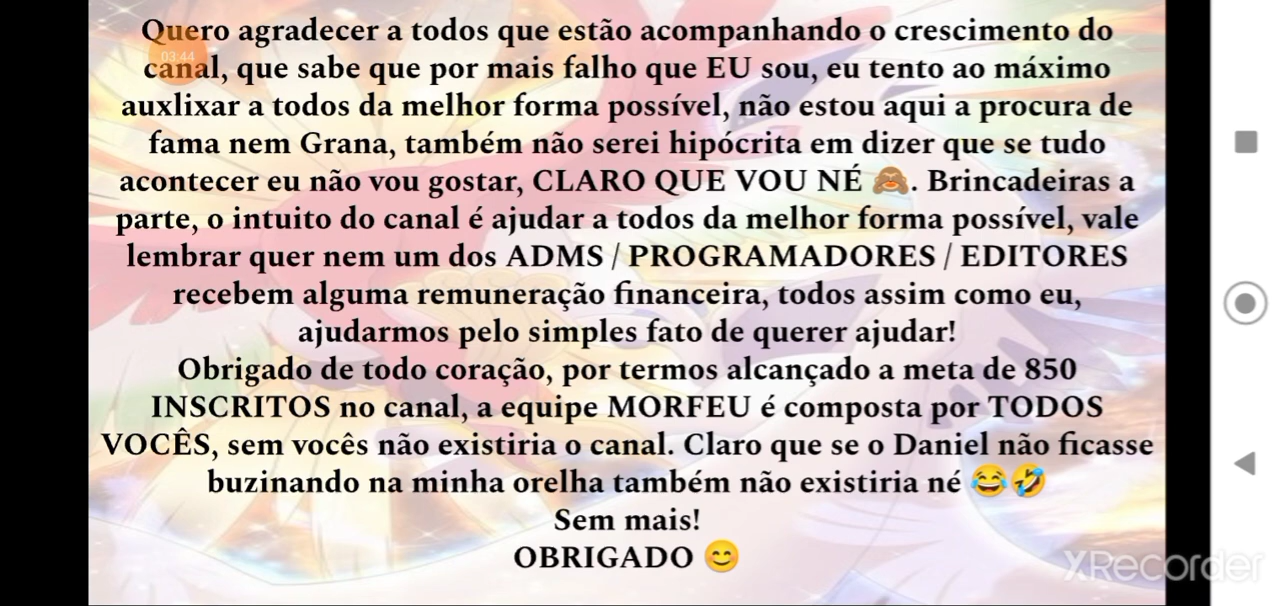 Quero agradecer a todos que estão acompanhando o crescimento do
03:44
canal, que sabe que por mais falho que EU sou, eu tento ao máximo
auxlixar a todos da melhor forma possível, não estou aqui a procura de
fama nem Grana, também não serei hipócrita em dizer que se tudo
acontecer eu não vou gostar, CLARO QUE VOU NÉ 🙈. Brincadeiras a
parte, o intuito do canal é ajudar a todos da melhor forma possível, vale
lembrar quer nem um dos ADMS / PROGRAMADORES / EDITORES
recebem alguma remuneração financeira, todos assim como eu,
ajudarmos pelo simples fato de querer ajudar!
Obrigado de todo coração, por termos alcançado a meta de 850
INSCRITOS no canal, a equipe MORFEU é composta por TODOS
VOCÊS, sem vocês não existiria o canal. Claro que se o Daniel não ficasse
buzinando na minha orelha também não existiria né 😂🤣
Sem mais!
OBRIGADO 😊
XRecorder